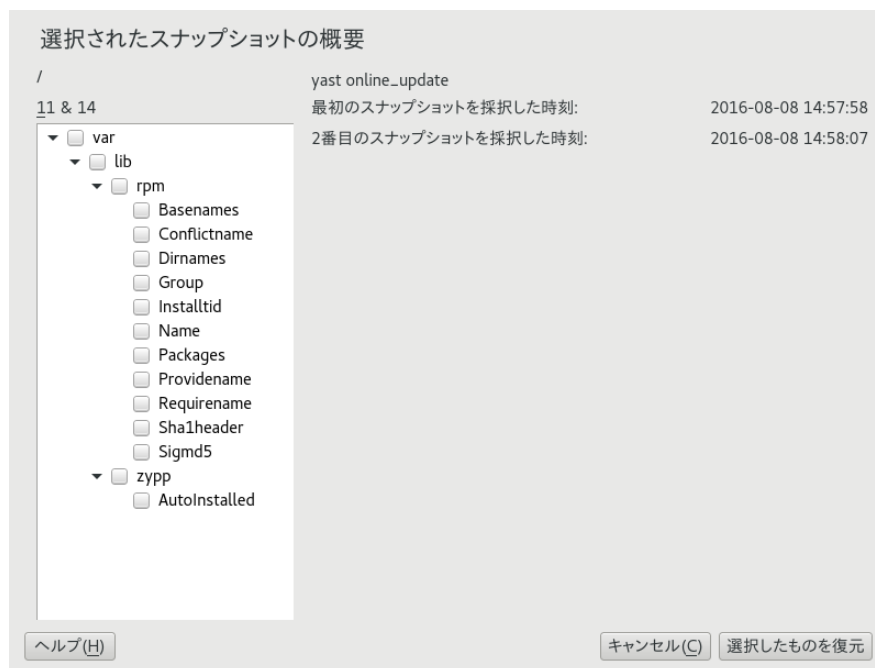 選択されたスナップショットの概要
/
yast online_update
11 & 14
最初のスナップショットを採択した時刻: 2016-08-08 14:57:58
2番目のスナップショットを採択した時刻: 2016-08-08 14:58:07
var
lib
rpm
Basenames
Conflictname
Dirnames
Group
Installtid
Name
Packages
Providename
Requirename
Sha1header
Sigmd5
zypp
AutoInstalled
ヘルプ(H)
キャンセル(C)
選択したものを復元